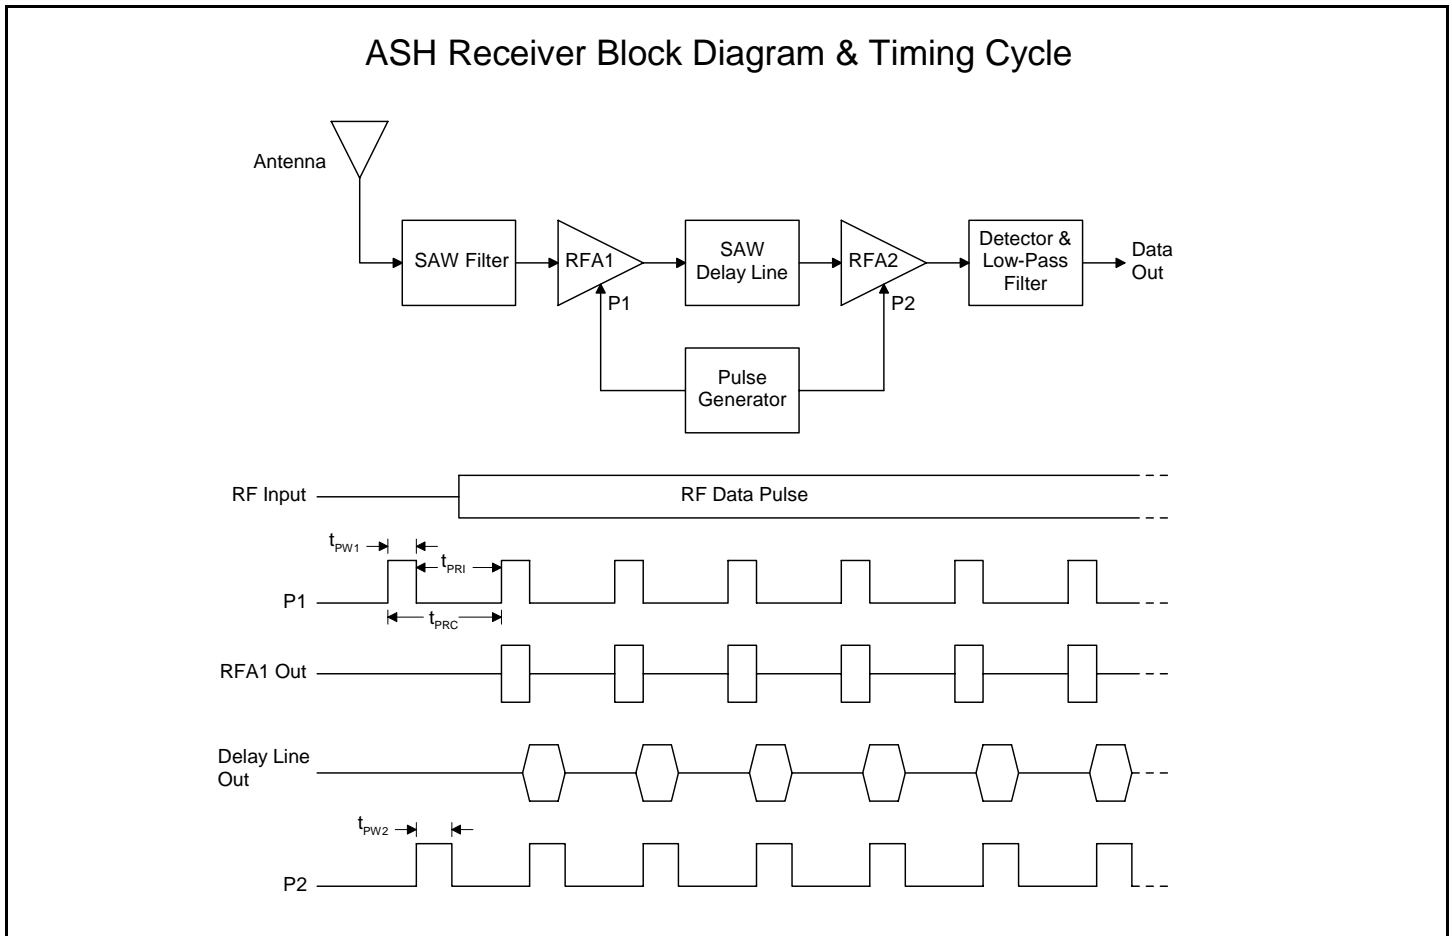 ASH Receiver Block Diagram & Timing Cycle
Antenna
SAW Filter
RFA1
SAW
Delay Line
RFA2
Detector &
Low-Pass
Filter
Data
Out
P1
P2
Pulse
Generator
RF Input
RF Data Pulse
tPW1
tPRI
P1
tPRC
RFA1 Out
Delay Line
Out
tPW2
P2